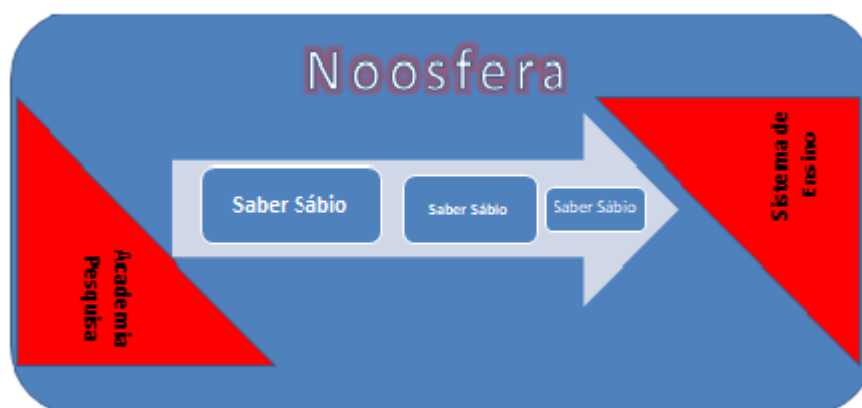 Noosfera
Saber Sábio
Saber Sábio
Saber Sábio
Academia
Pesquisa
Sistema de
Ensino